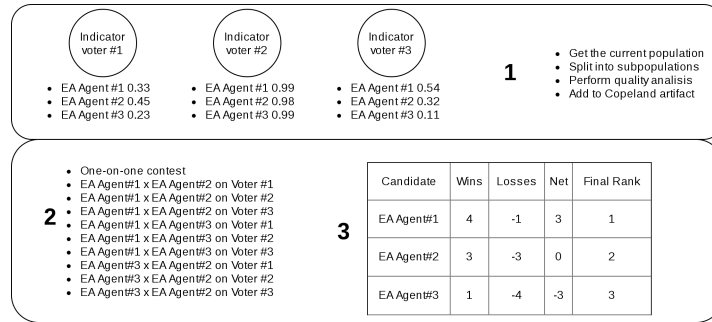 Indicator
voter #1
Indicator
voter #2
Indicator
voter #3
• EA Agent #1 0.33
• EA Agent #2 0.45
• EA Agent #3 0.23
• EA Agent #1 0.99
• EA Agent #2 0.98
• EA Agent #3 0.99
• EA Agent #1 0.54
• EA Agent #2 0.32
• EA Agent #3 0.11
1
• Get the current population
• Split into subpopulations
• Perform quality analisis
• Add to Copeland artifact
2
• One-on-one contest
• EA Agent#1 x EA Agent#2 on Voter #1
• EA Agent#1 x EA Agent#2 on Voter #2
• EA Agent#1 x EA Agent#2 on Voter #3
• EA Agent#1 x EA Agent#3 on Voter #1
• EA Agent#1 x EA Agent#3 on Voter #2
• EA Agent#1 x EA Agent#3 on Voter #3
• EA Agent#3 x EA Agent#2 on Voter #1
• EA Agent#3 x EA Agent#2 on Voter #2
• EA Agent#3 x EA Agent#2 on Voter #3
3
Candidate Wins Losses Net Final Rank
EA Agent#1 4 -1 3 1
EA Agent#2 3 -3 0 2
EA Agent#3 1 -4 -3 3